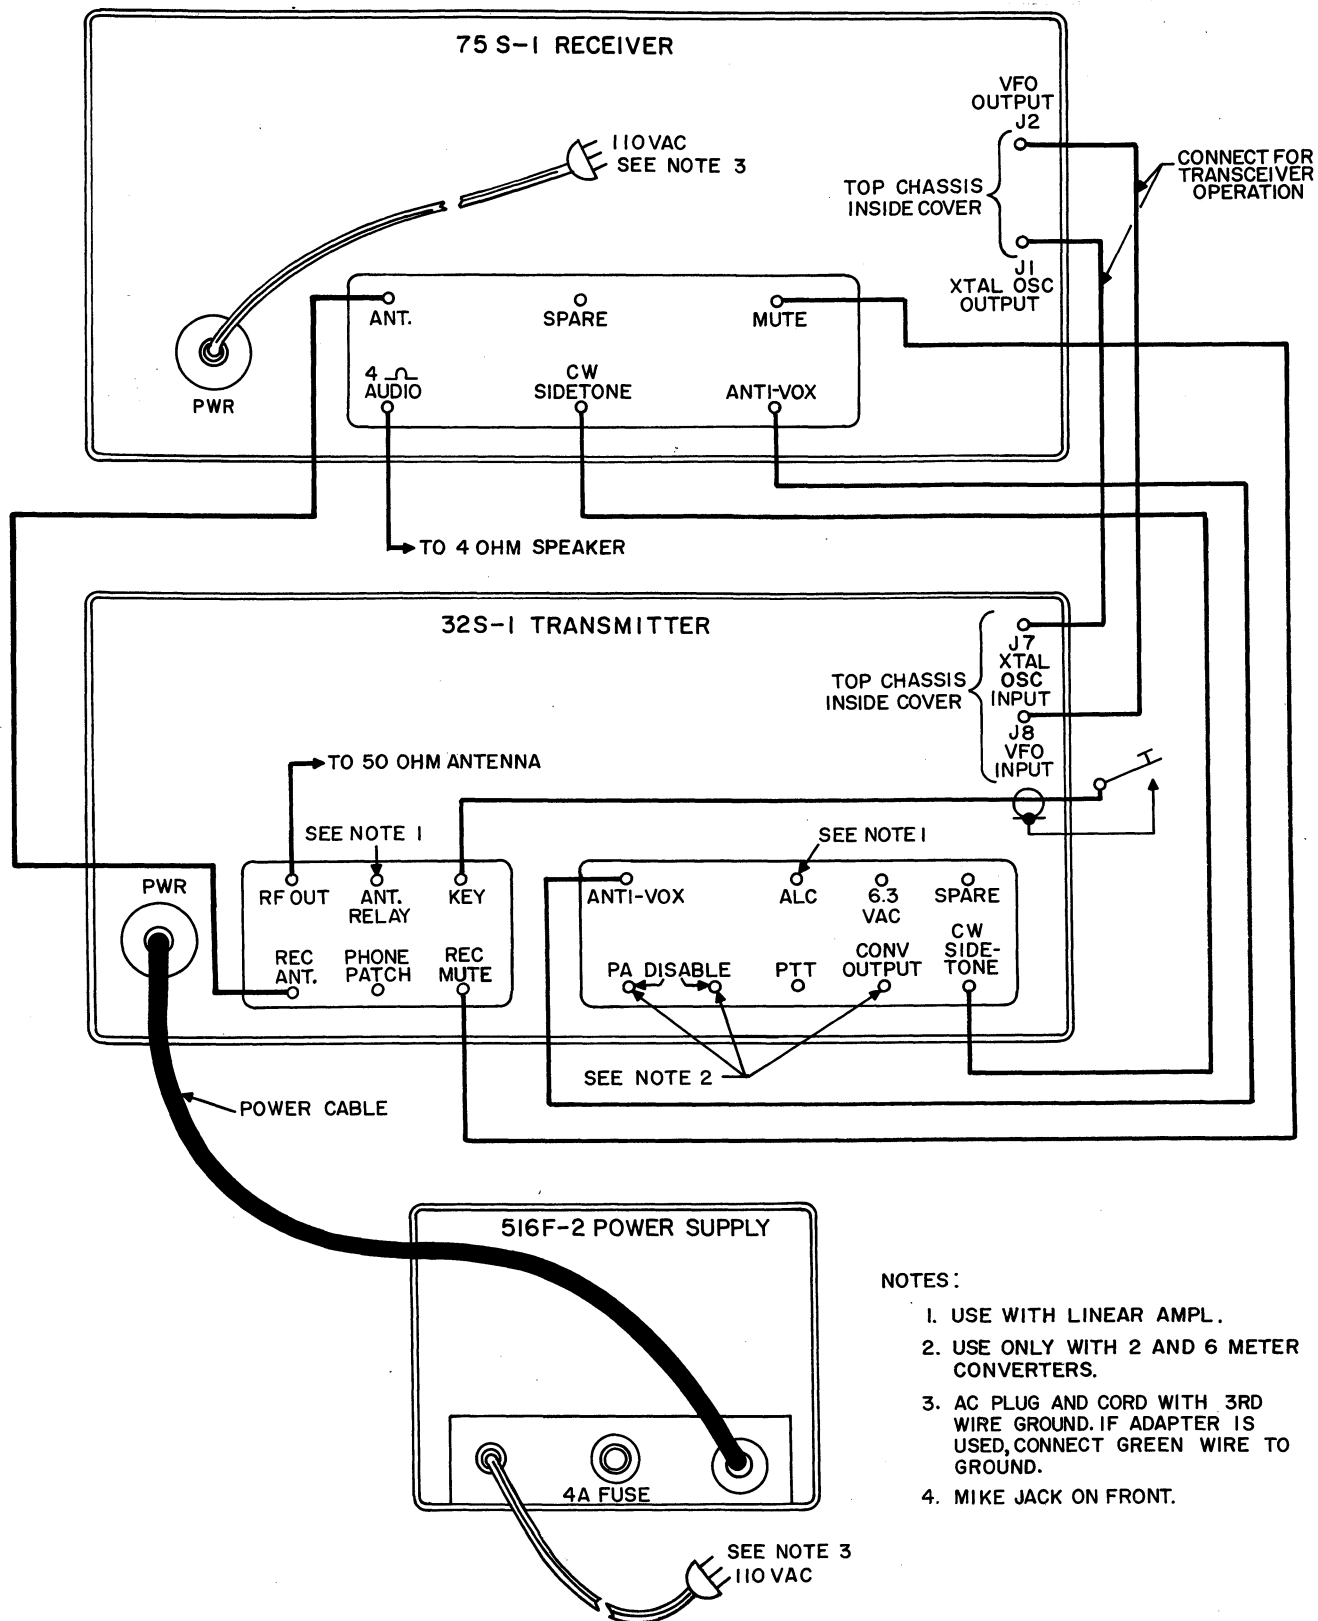 75 S-1 RECEIVER
VFO
OUTPUT
J2
110 VAC
SEE NOTE 3
CONNECT FOR
TRANSCEIVER
OPERATION
TOP CHASSIS
INSIDE COVER
J1
XTAL OSC
OUTPUT
ANT.
SPARE
MUTE
4 Ω
AUDIO
CW
SIDETONE
ANTI-VOX
PWR
TO 4 OHM SPEAKER
32S-1 TRANSMITTER
J7
XTAL
OSC
INPUT
TOP CHASSIS
INSIDE COVER
J8
VFO
INPUT
TO 50 OHM ANTENNA
SEE NOTE 1
SEE NOTE 1
PWR
RF OUT
ANT.
RELAY
KEY
ANTI-VOX
ALC
6.3
VAC
SPARE
REC
ANT.
PHONE
PATCH
REC
MUTE
PA DISABLE
PTT
CONV
OUTPUT
CW
SIDE-
TONE
SEE NOTE 2
POWER CABLE
516F-2 POWER SUPPLY
4A FUSE
SEE NOTE 3
110 VAC
NOTES:
1. USE WITH LINEAR AMPL.
2. USE ONLY WITH 2 AND 6 METER
CONVERTERS.
3. AC PLUG AND CORD WITH 3RD
WIRE GROUND. IF ADAPTER IS
USED, CONNECT GREEN WIRE TO
GROUND.
4. MIKE JACK ON FRONT.